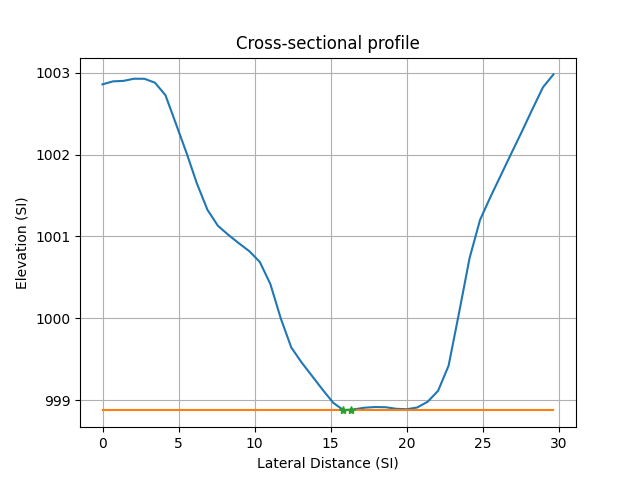 Cross-sectional profile
1003
1002
1001
1000
999
Elevation (SI)
0 5 10 15 20 25 30
Lateral Distance (SI)